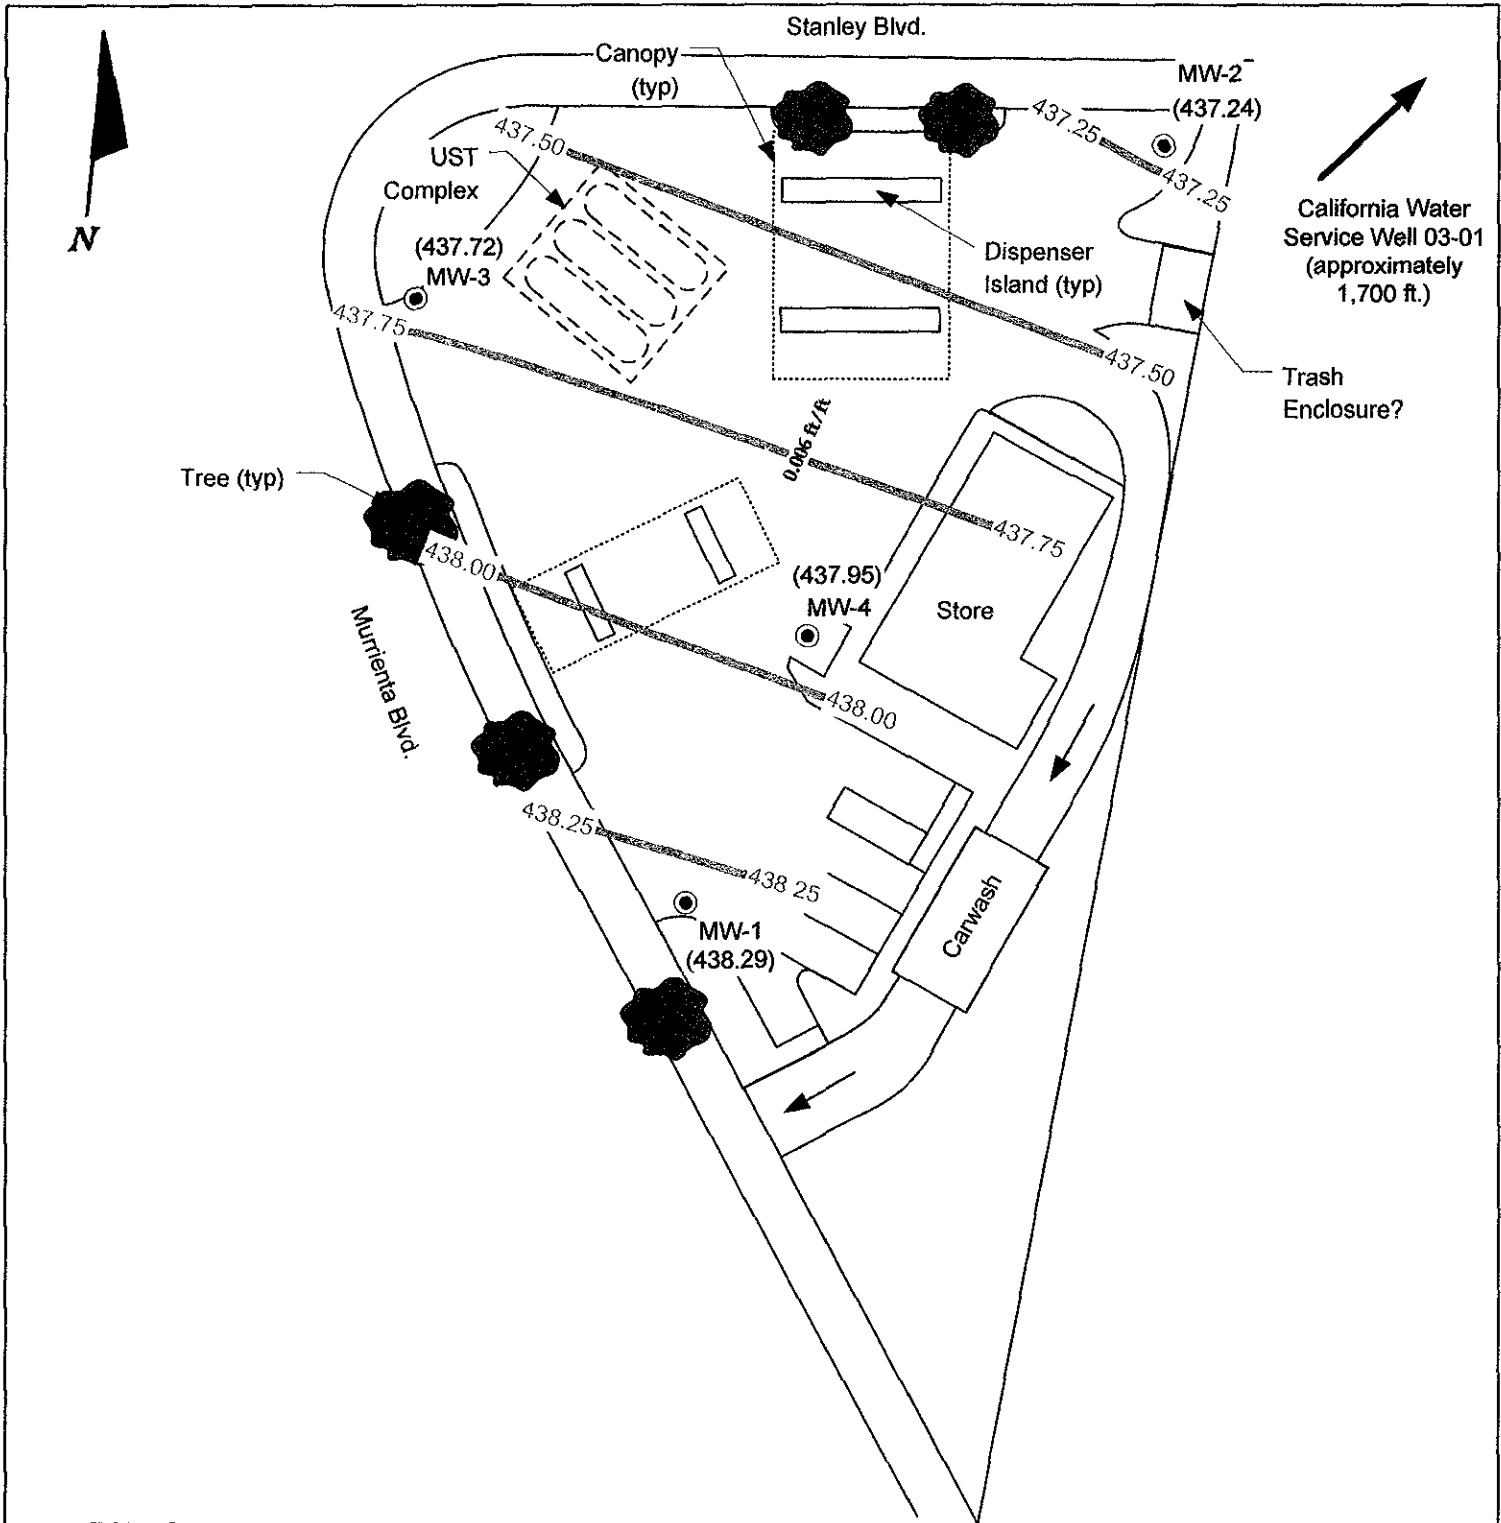 Stanley Blvd.
Canopy
(typ)
MW-2
(437.24)
437.25
437.25
437.50
UST
Complex
(437.72)
MW-3
437.75
California Water
Service Well 03-01
(approximately
1,700 ft.)
Dispenser
Island (typ)
437.50
Trash
Enclosure?
N
0.006 ft/ft
Tree (typ)
437.75
438.00
(437.95)
MW-4
Store
Murrienta Blvd.
438.00
438.25
438 25
MW-1
(438.29)
Carwash